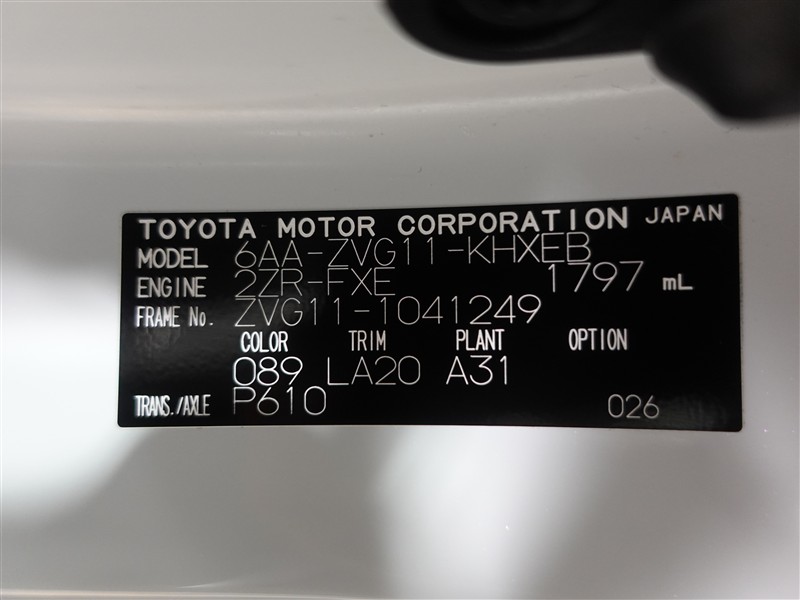 TOYOTA MOTOR CORPORATION JAPAN
MODEL 6AA-ZVG11-KHXEB
ENGINE 2ZR-FXE 1797 mL
FRAME No. ZVG11-1041249
COLOR TRIM PLANT OPTION
089 LA20 A31
TRANS./AXLE P610 026